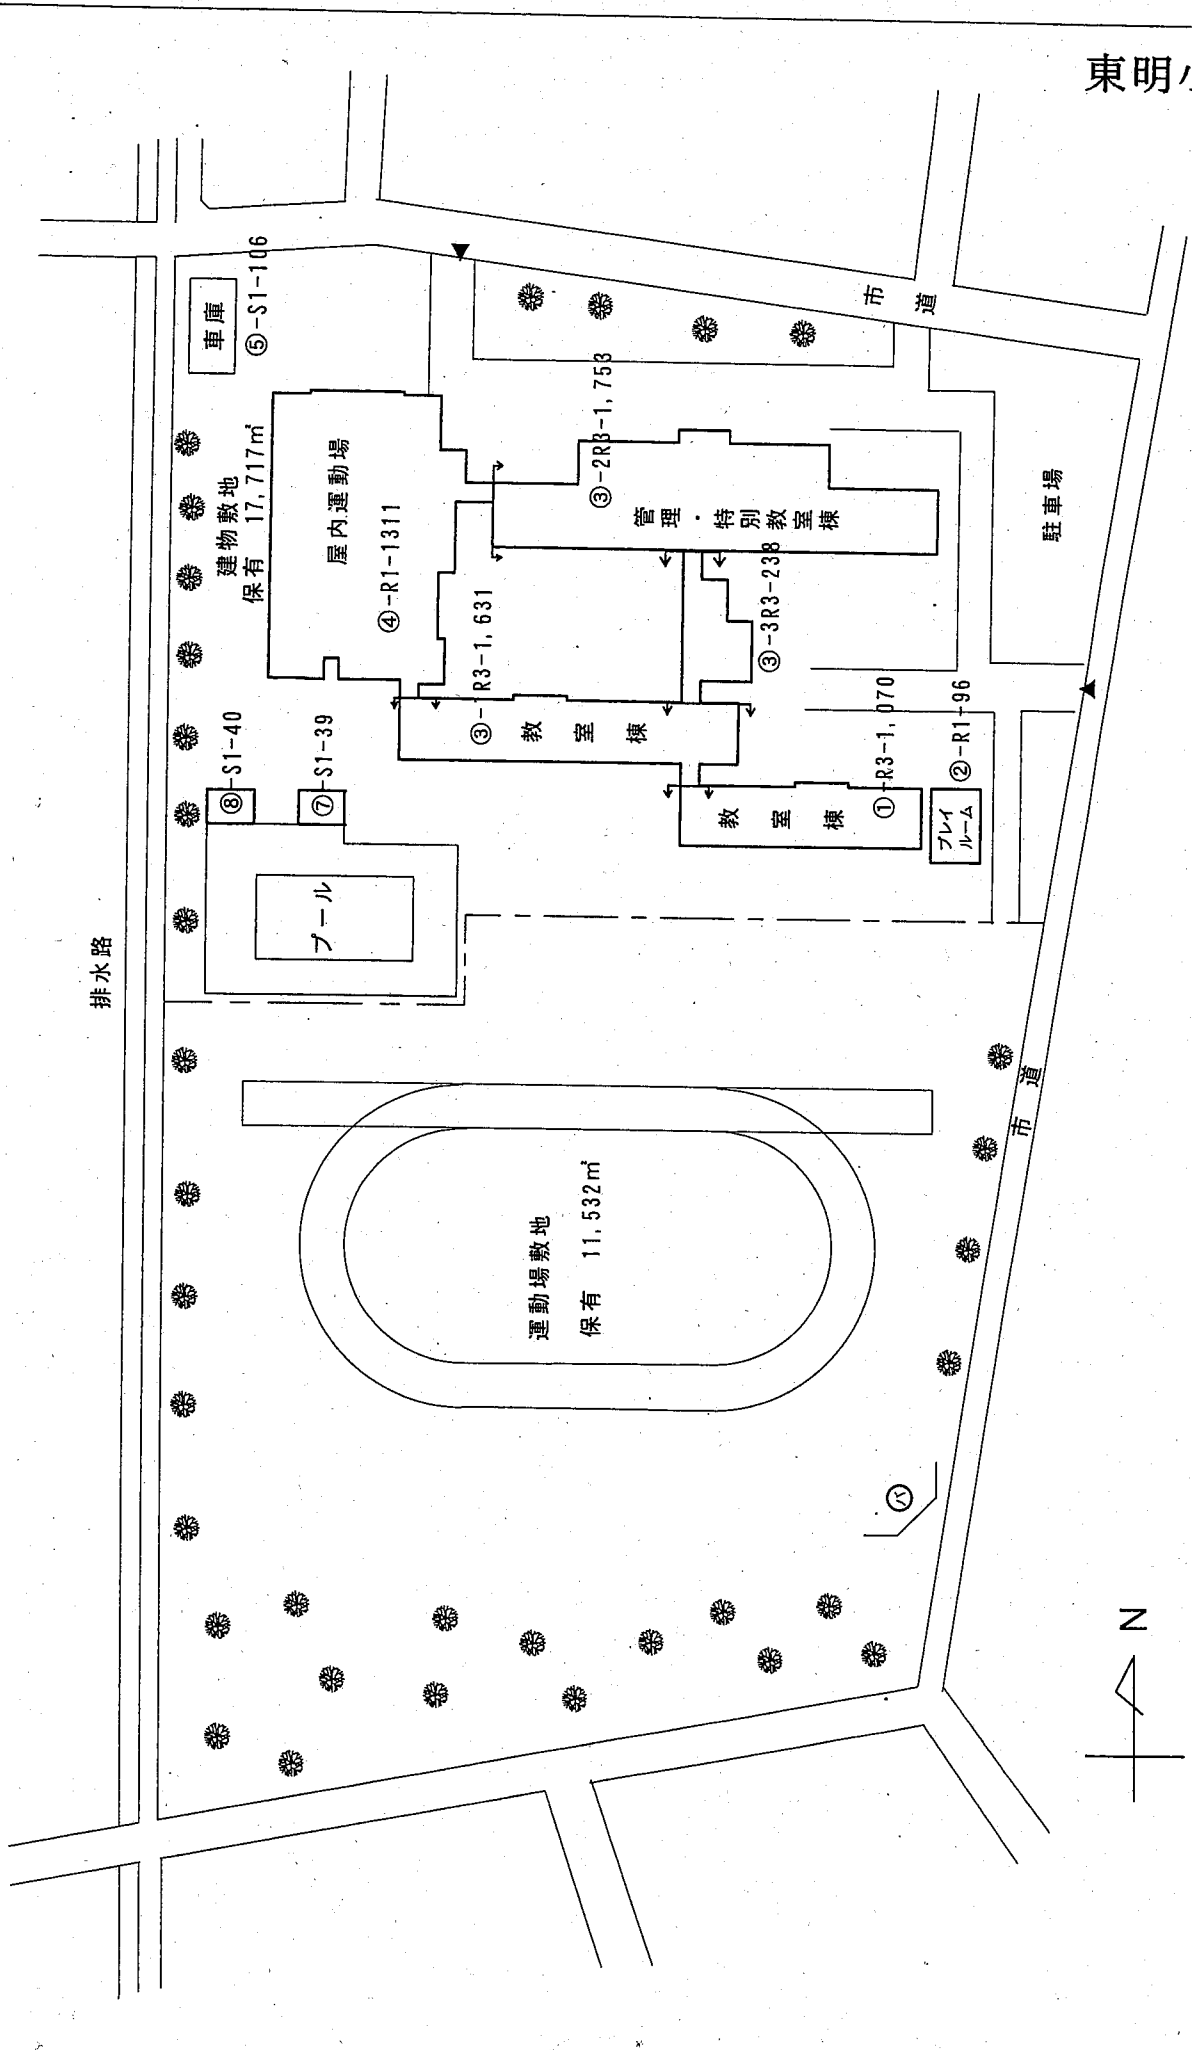 東明小
車庫
⑤-S1-106
建物敷地
保有 17,717㎡
屋内運動場
④-R1-1311
③-2R3-1,753
管理・特別教室棟
③-3R3-238
③-R3-1,631
教室棟
①-R3-1,070
教室棟
②-R1-96
プレイ
ルーム
⑧-S1-40
⑦-S1-39
プール
駐車場
市道
排水路
運動場敷地
保有 11,532㎡
市道
バ
N